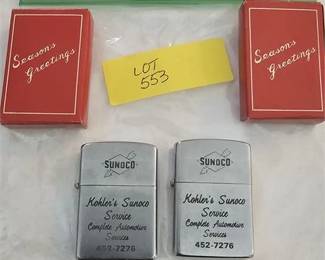 Seasons
Greetings
LOT
553
Seasons
Greetings
SUNOCO
Kohler's Sunoco
Service
Complete Automotive
Services
452-7276
SUNOCO
Kohler's Sunoco
Service
Complete Automotive
Services
452-7276